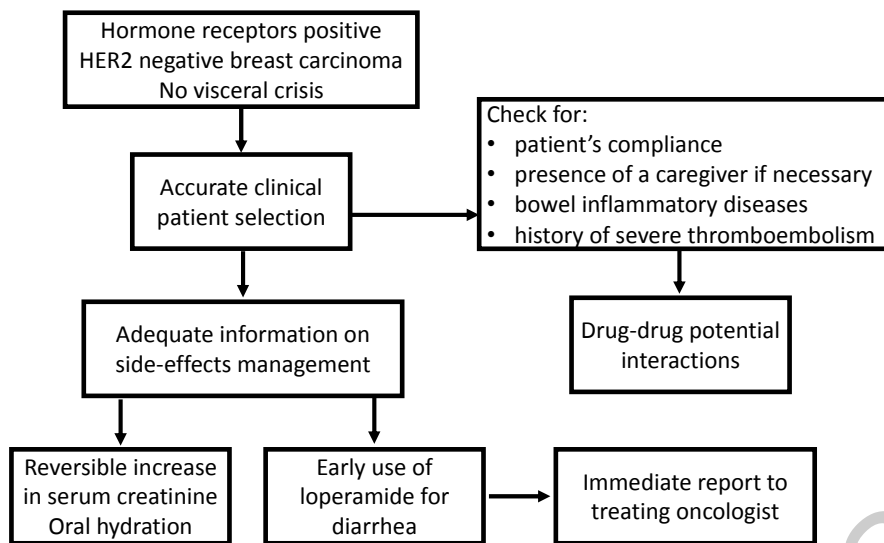 Hormone receptors positive
HER2 negative breast carcinoma
No visceral crisis
Check for:
• patient’s compliance
• presence of a caregiver if necessary
• bowel inflammatory diseases
• history of severe thromboembolism
Accurate clinical
patient selection
Adequate information on
side-effects management
Drug-drug potential
interactions
Reversible increase
in serum creatinine
Oral hydration
Early use of
loperamide for
diarrhea
Immediate report to
treating oncologist